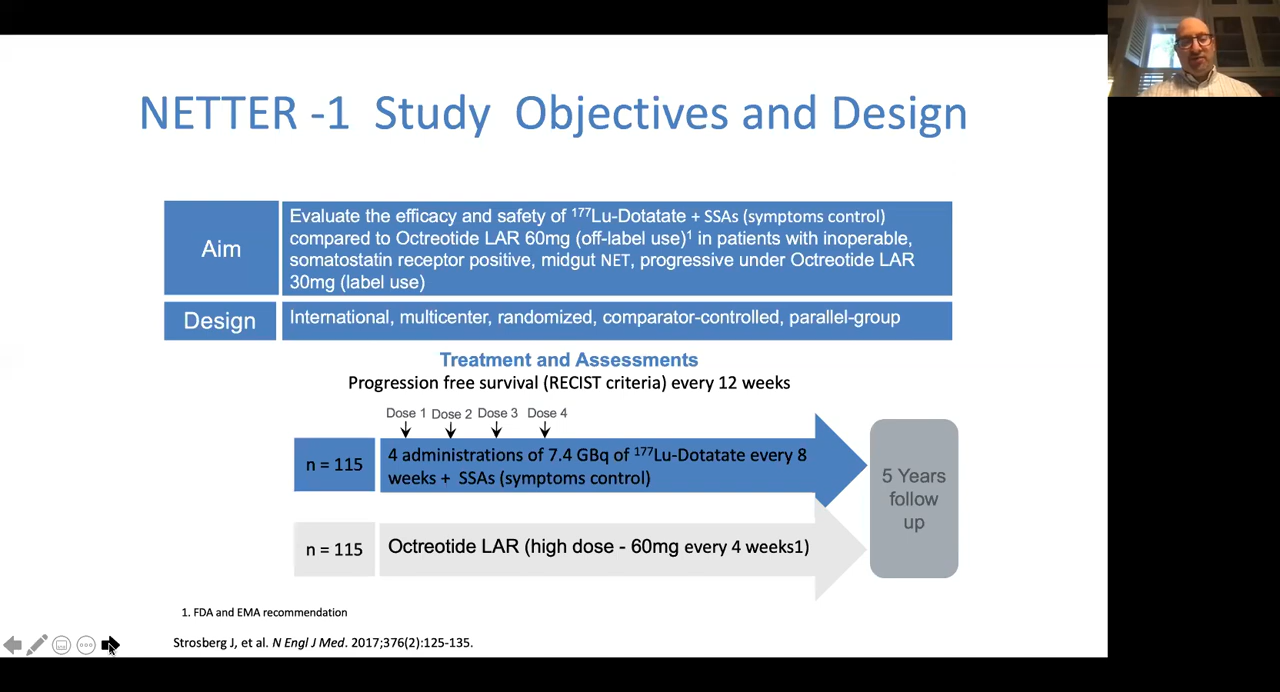 NETTER -1 Study Objectives and Design
Aim
Evaluate the efficacy and safety of ¹⁷⁷Lu-Dotatate + SSAs (symptoms control)
compared to Octreotide LAR 60mg (off-label use)¹ in patients with inoperable,
somatostatin receptor positive, midgut NET, progressive under Octreotide LAR
30mg (label use)
Design
International, multicenter, randomized, comparator-controlled, parallel-group
Treatment and Assessments
Progression free survival (RECIST criteria) every 12 weeks
Dose 1 Dose 2 Dose 3 Dose 4
n = 115
4 administrations of 7.4 GBq of ¹⁷⁷Lu-Dotatate every 8
weeks + SSAs (symptoms control)
n = 115
Octreotide LAR (high dose - 60mg every 4 weeks1)
5 Years
follow
up
1. FDA and EMA recommendation
Strosberg J, et al. N Engl J Med. 2017;376(2):125-135.